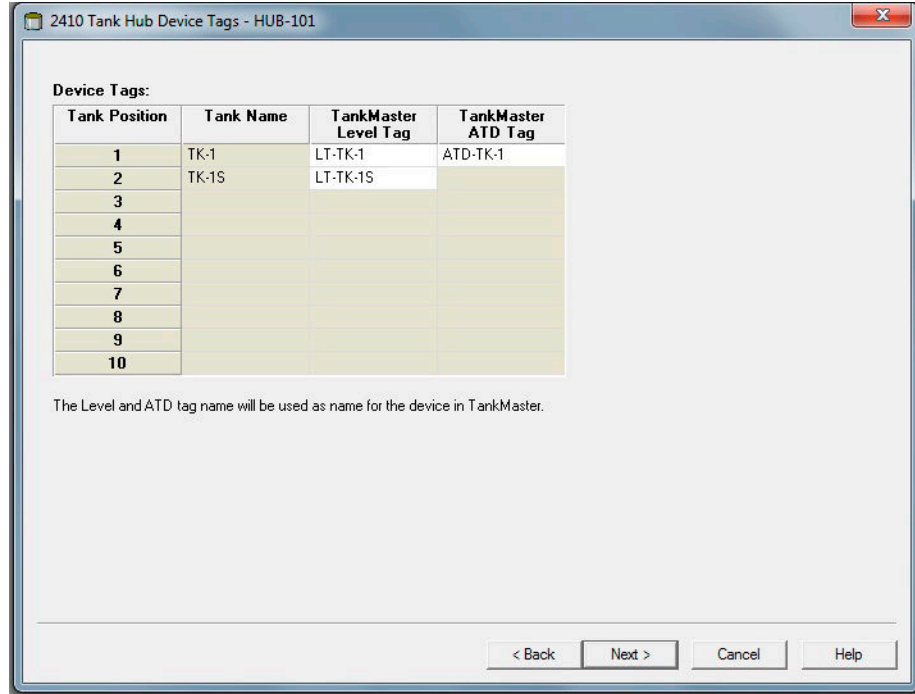 2410 Tank Hub Device Tags - HUB-101
Device Tags:
Tank Position Tank Name TankMaster Level Tag TankMaster ATD Tag
1 TK-1 LT-TK-1 ATD-TK-1
2 TK-1S LT-TK-1S
3
4
5
6
7
8
9
10
The Level and ATD tag name will be used as name for the device in TankMaster.
< Back Next > Cancel Help